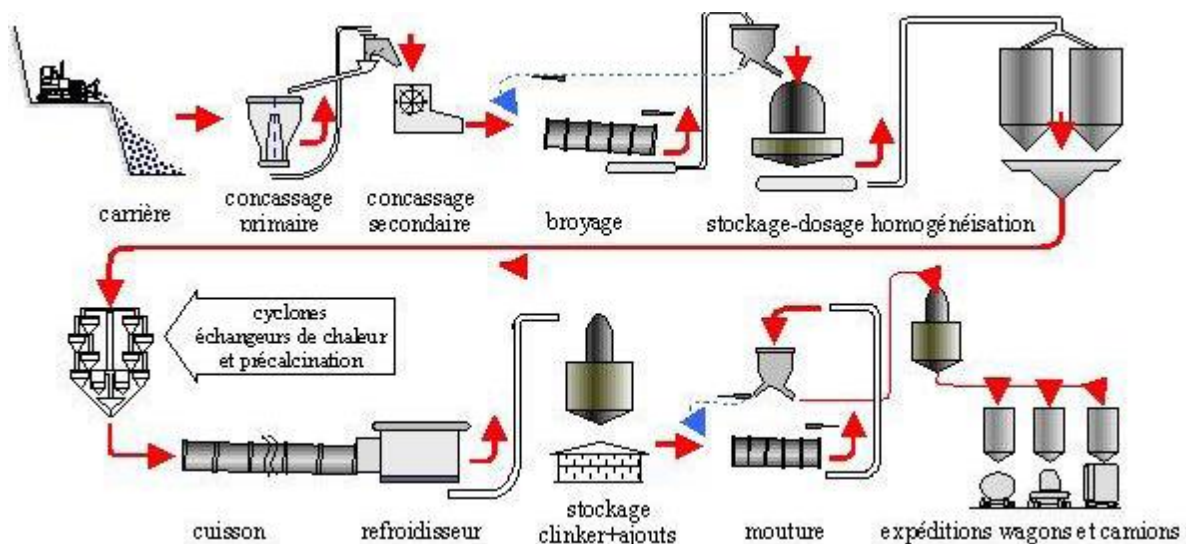 carrière
concassage
primaire
concassage
secondaire
broyage
stockage-dosage homogénéisation
cyclones
échangeurs de chaleur
et précalcination
cuisson
refroidisseur
stockage
clinker+ajouts
mouture
expéditions wagons et camions